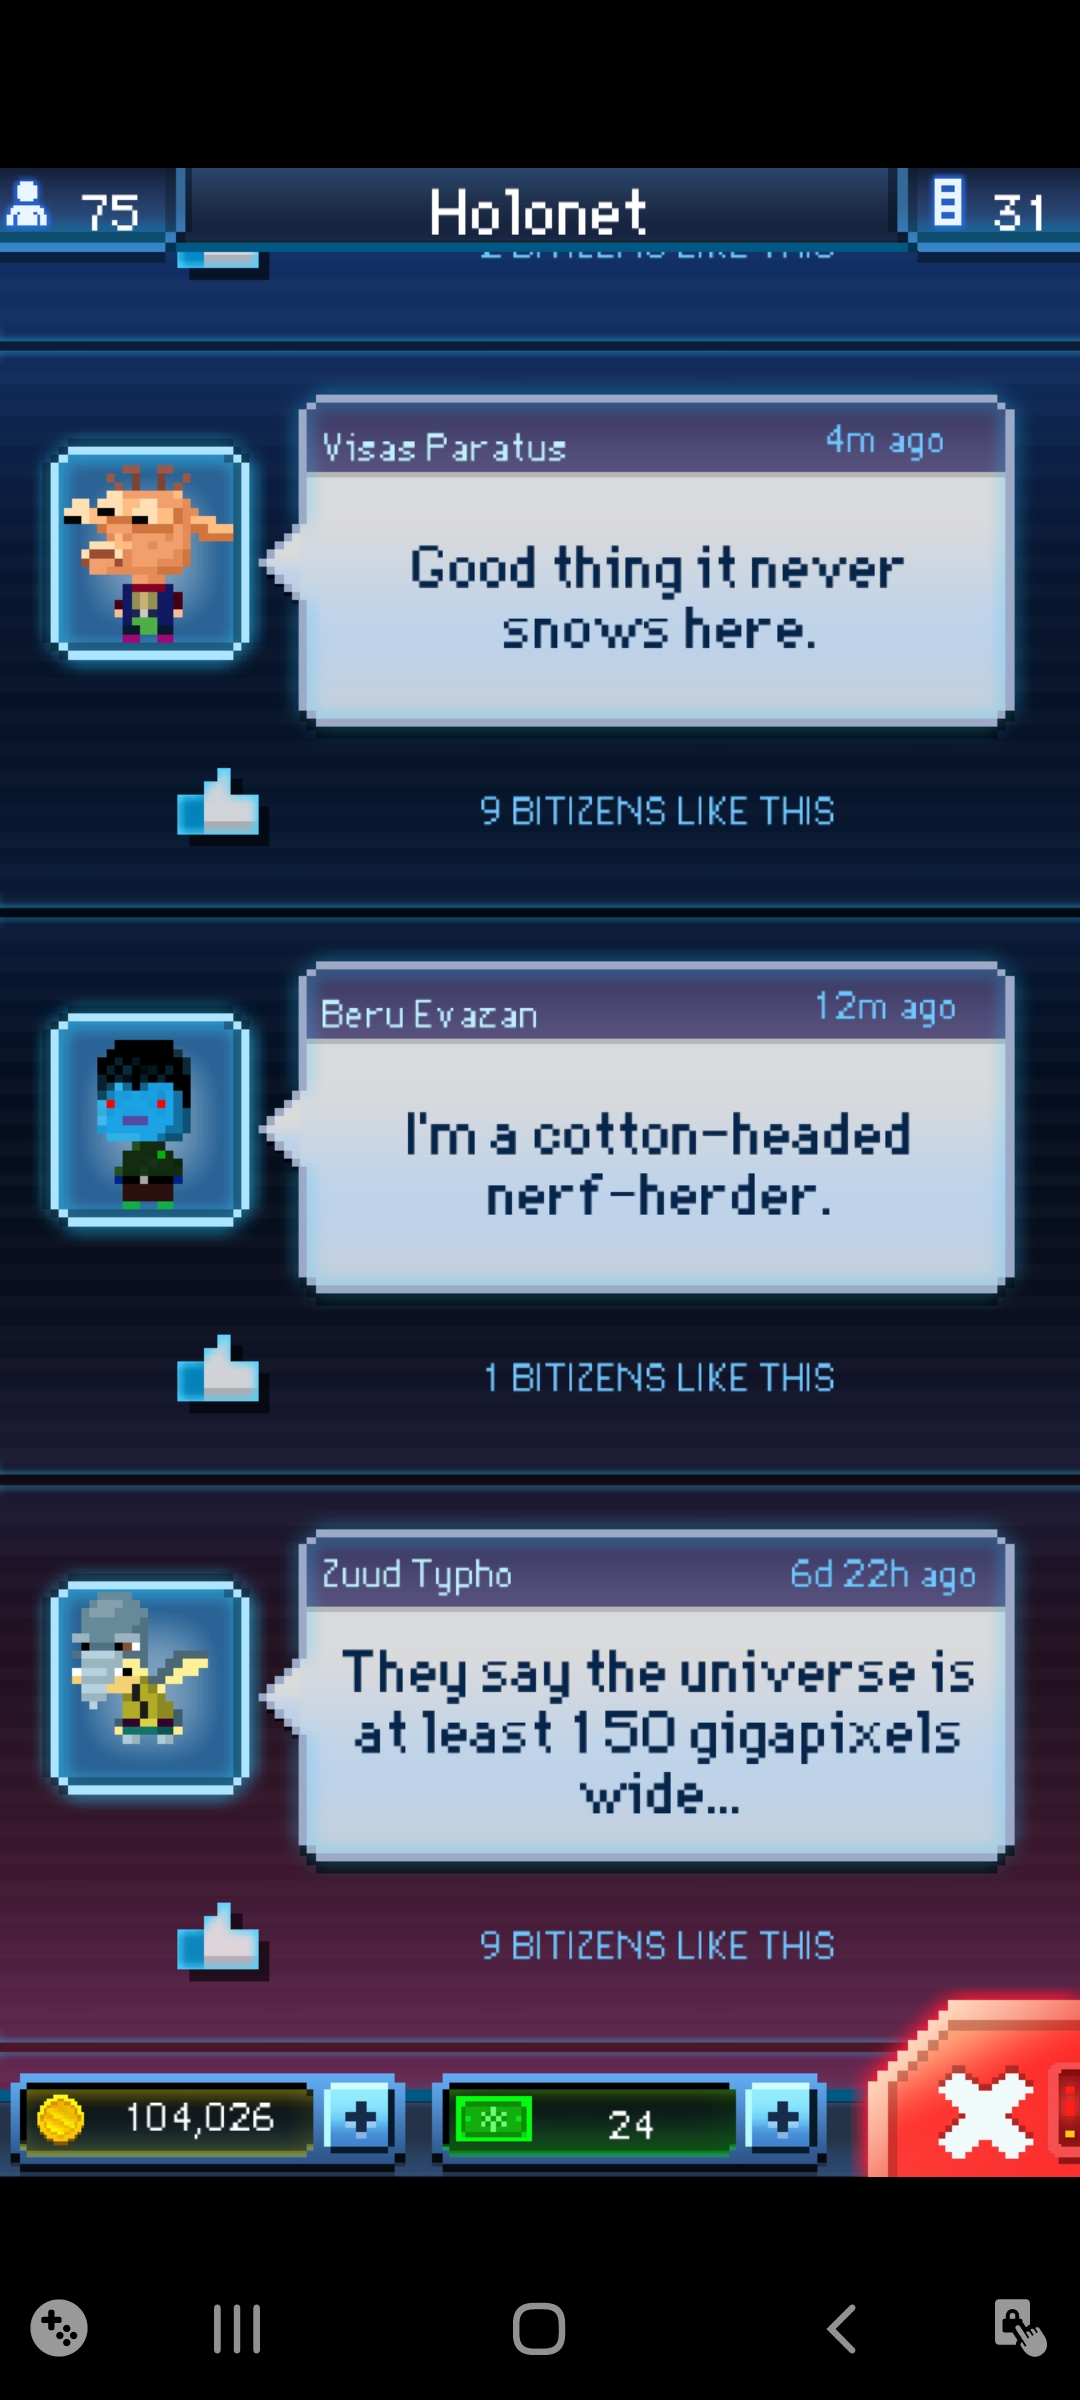 75
Holonet
31
2 BITIZENS LIKE THIS
Visas Paratus
4m ago
Good thing it never
snows here.
9 BITIZENS LIKE THIS
Beru Evazan
12m ago
I'm a cotton-headed
nerf-herder.
1 BITIZENS LIKE THIS
Zuud Typho
6d 22h ago
They say the universe is
at least 150 gigapixels
wide...
9 BITIZENS LIKE THIS
104,026
24